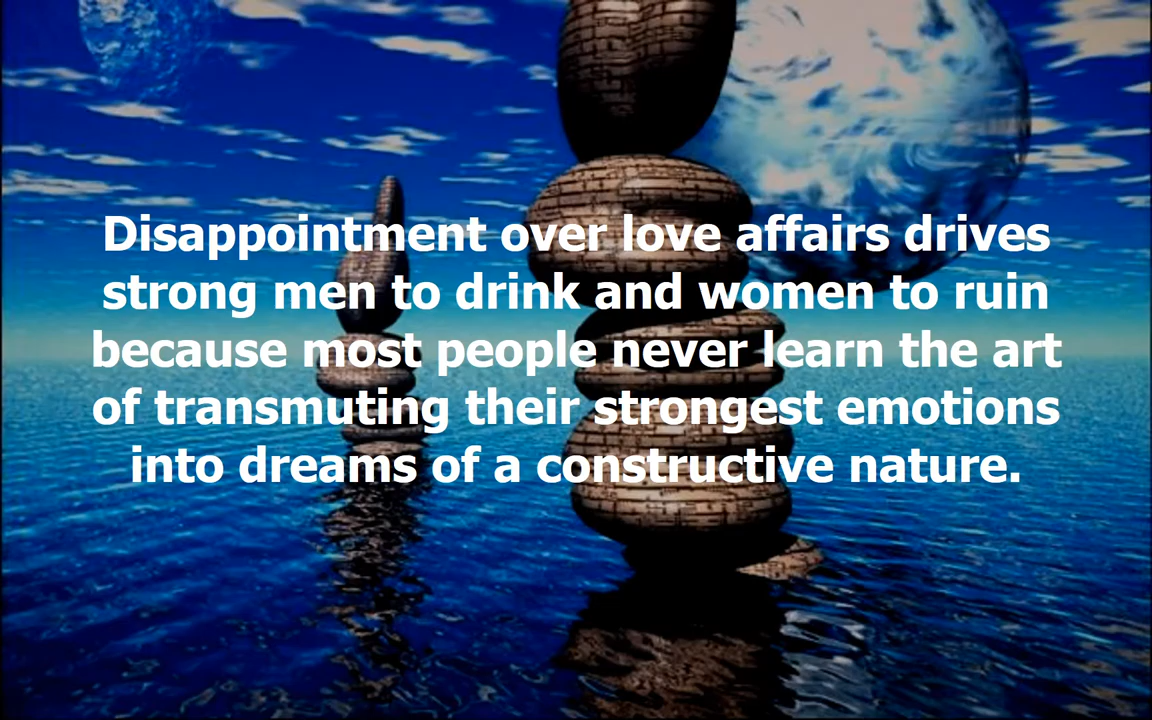 Disappointment over love affairs drives
strong men to drink and women to ruin
because most people never learn the art
of transmuting their strongest emotions
into dreams of a constructive nature.